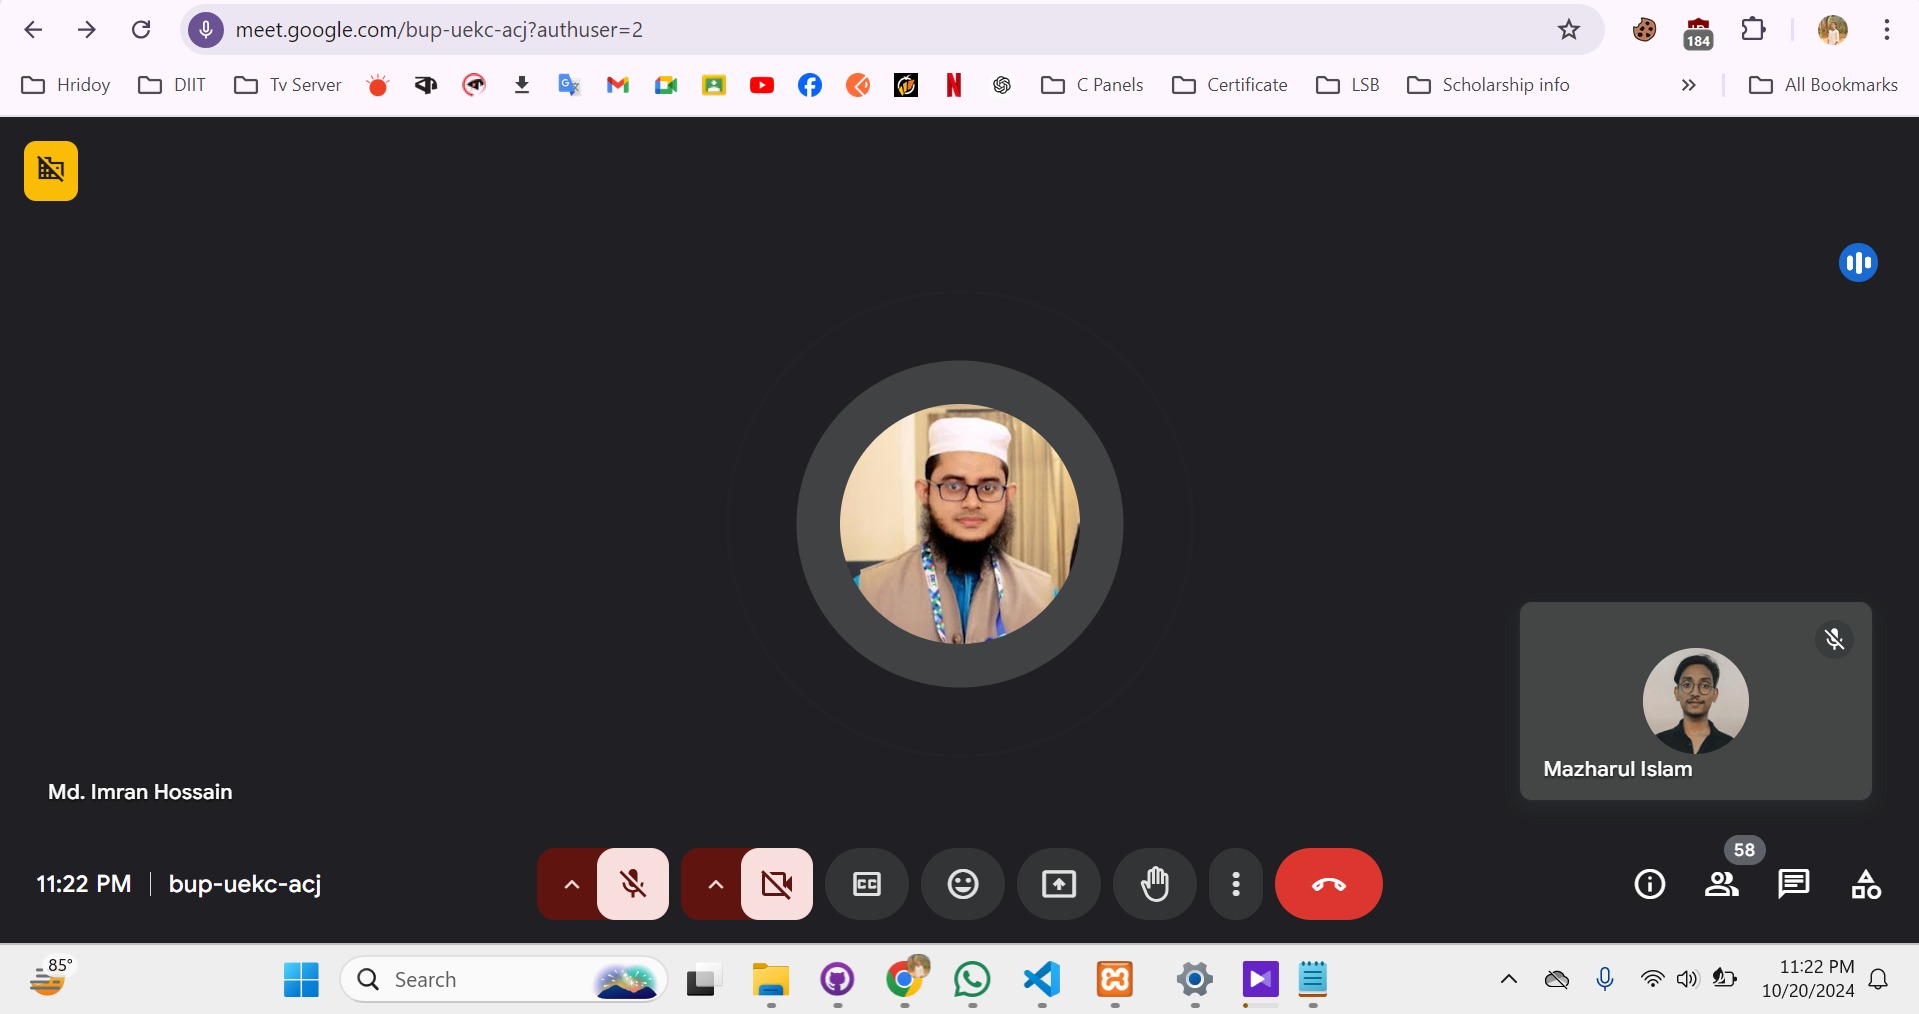 meet.google.com/bup-uekc-acj?authuser=2
184
Hridoy
DIIT
Tv Server
C Panels
Certificate
LSB
Scholarship info
All Bookmarks
Mazharul Islam
Md. Imran Hossain
58
11:22 PM
bup-uekc-acj
CC
85°
Search
11:22 PM
10/20/2024